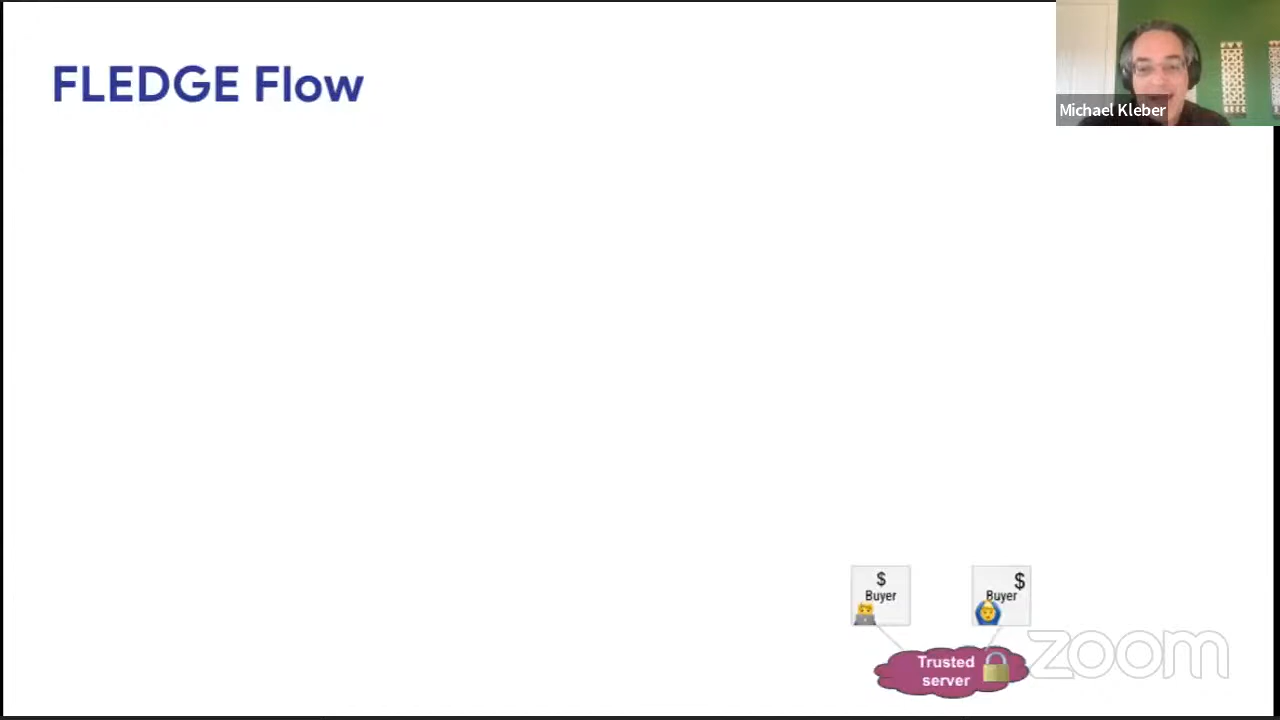 FLEDGE Flow
Michael Kleber
$
Buyer
$
Buyer
Trusted
server
zoom